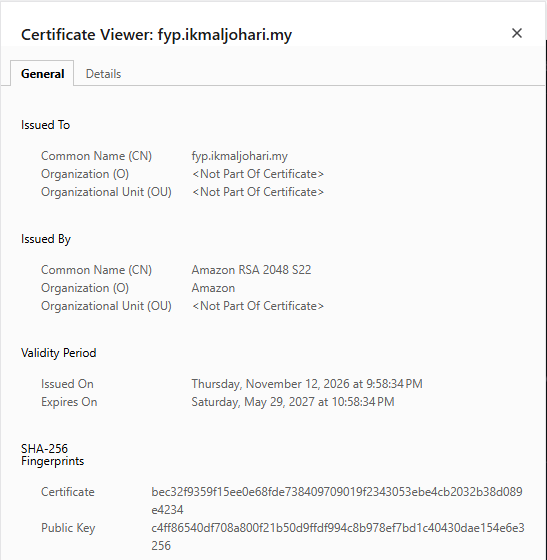 Certificate Viewer: fyp.ikmaljohari.my
General Details
Issued To
Common Name (CN) fyp.ikmaljohari.my
Organization (O) <Not Part Of Certificate>
Organizational Unit (OU) <Not Part Of Certificate>
Issued By
Common Name (CN) Amazon RSA 2048 S22
Organization (O) Amazon
Organizational Unit (OU) <Not Part Of Certificate>
Validity Period
Issued On Thursday, November 12, 2026 at 9:58:34 PM
Expires On Saturday, May 29, 2027 at 10:58:34 PM
SHA-256
Fingerprints
Certificate bec32f9359f15ee0e68fde738409709019f2343053ebe4cb2032b38d089
e4234
Public Key c4ff86540df708a800f21b50d9ffdf994c8b978ef7bd1c40430dae154e6e3
256